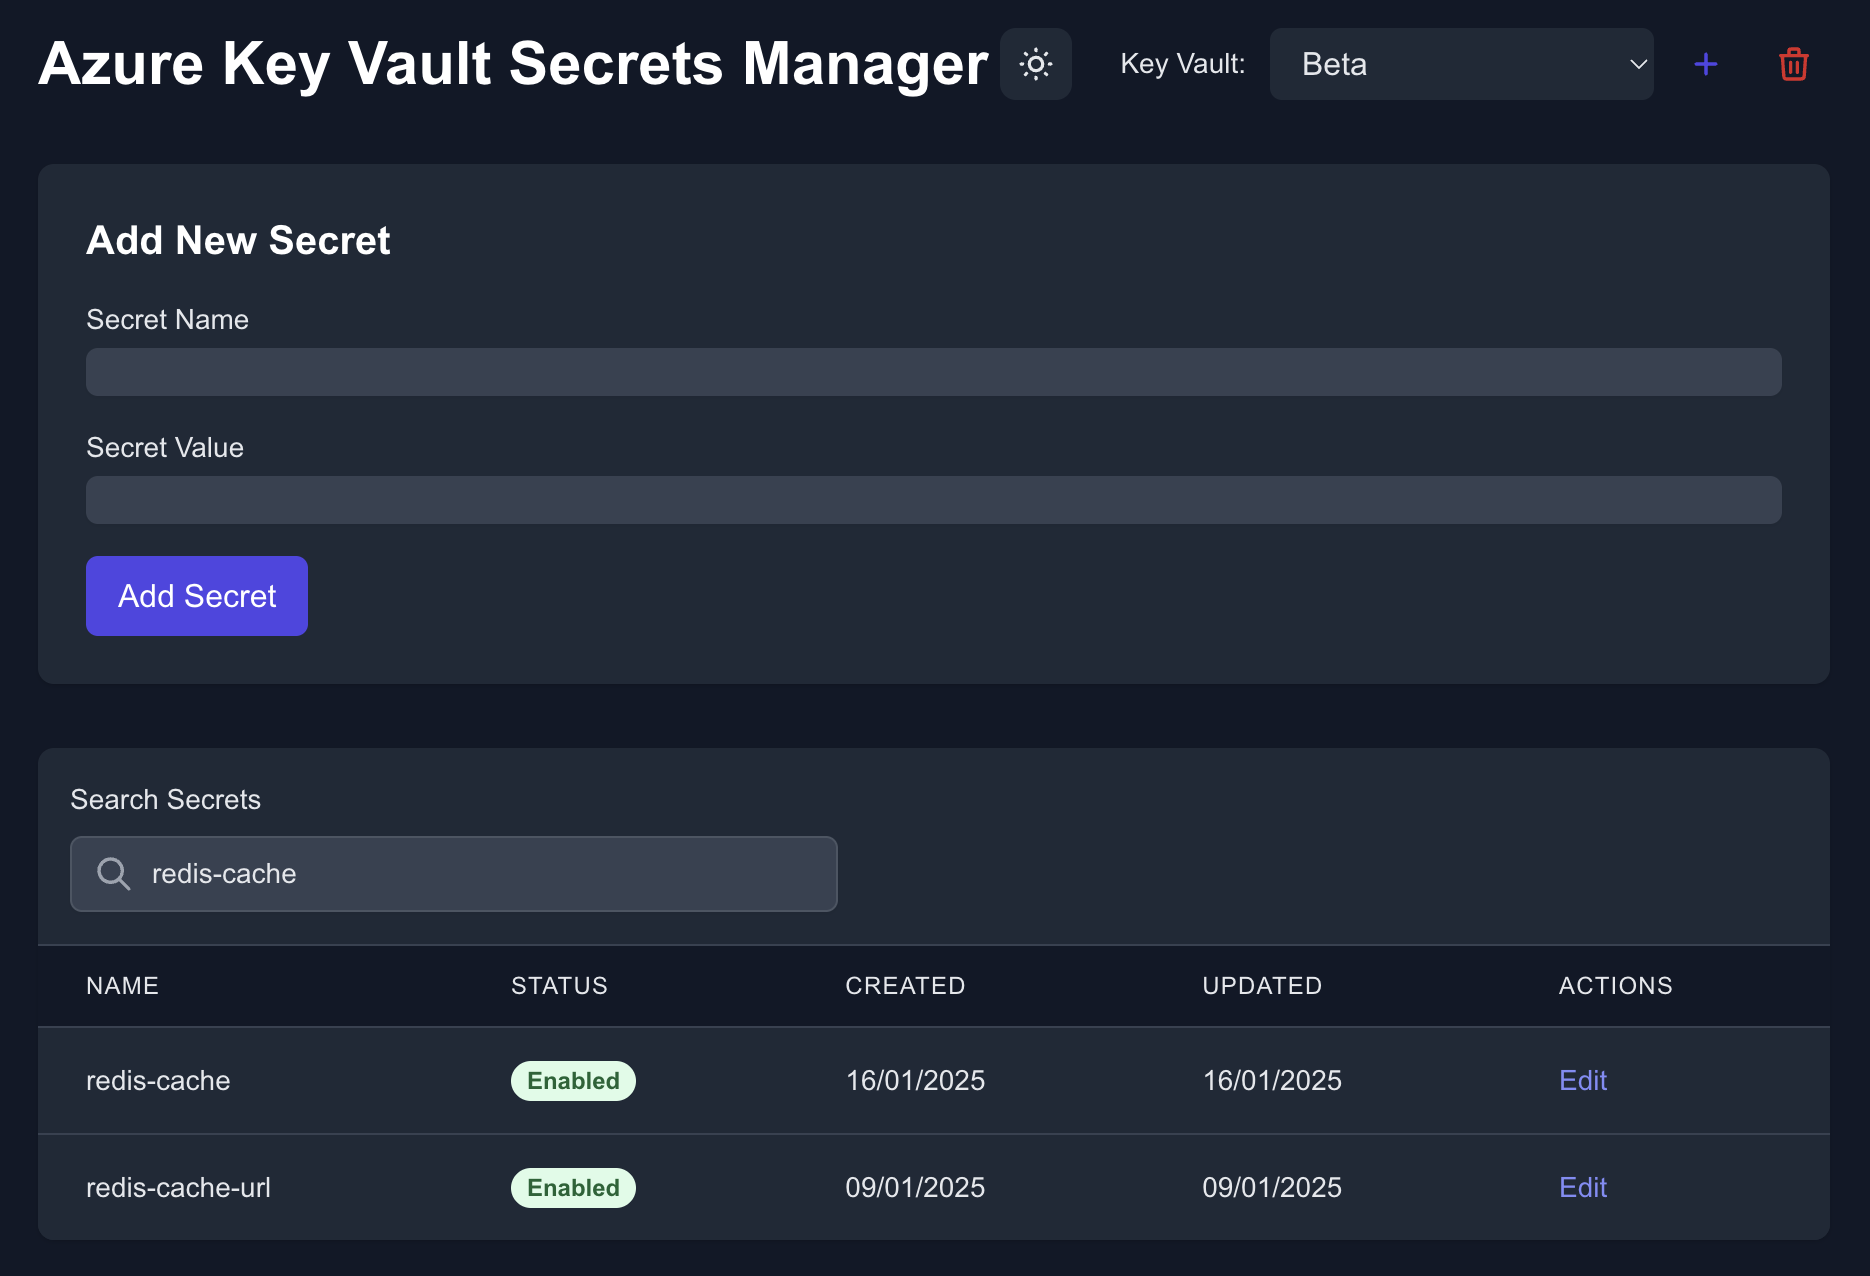 Azure Key Vault Secrets Manager Key Vault: Beta
Add New Secret
Secret Name
Secret Value
Add Secret
Search Secrets
redis-cache
NAME STATUS CREATED UPDATED ACTIONS
redis-cache Enabled 16/01/2025 16/01/2025 Edit
redis-cache-url Enabled 09/01/2025 09/01/2025 Edit